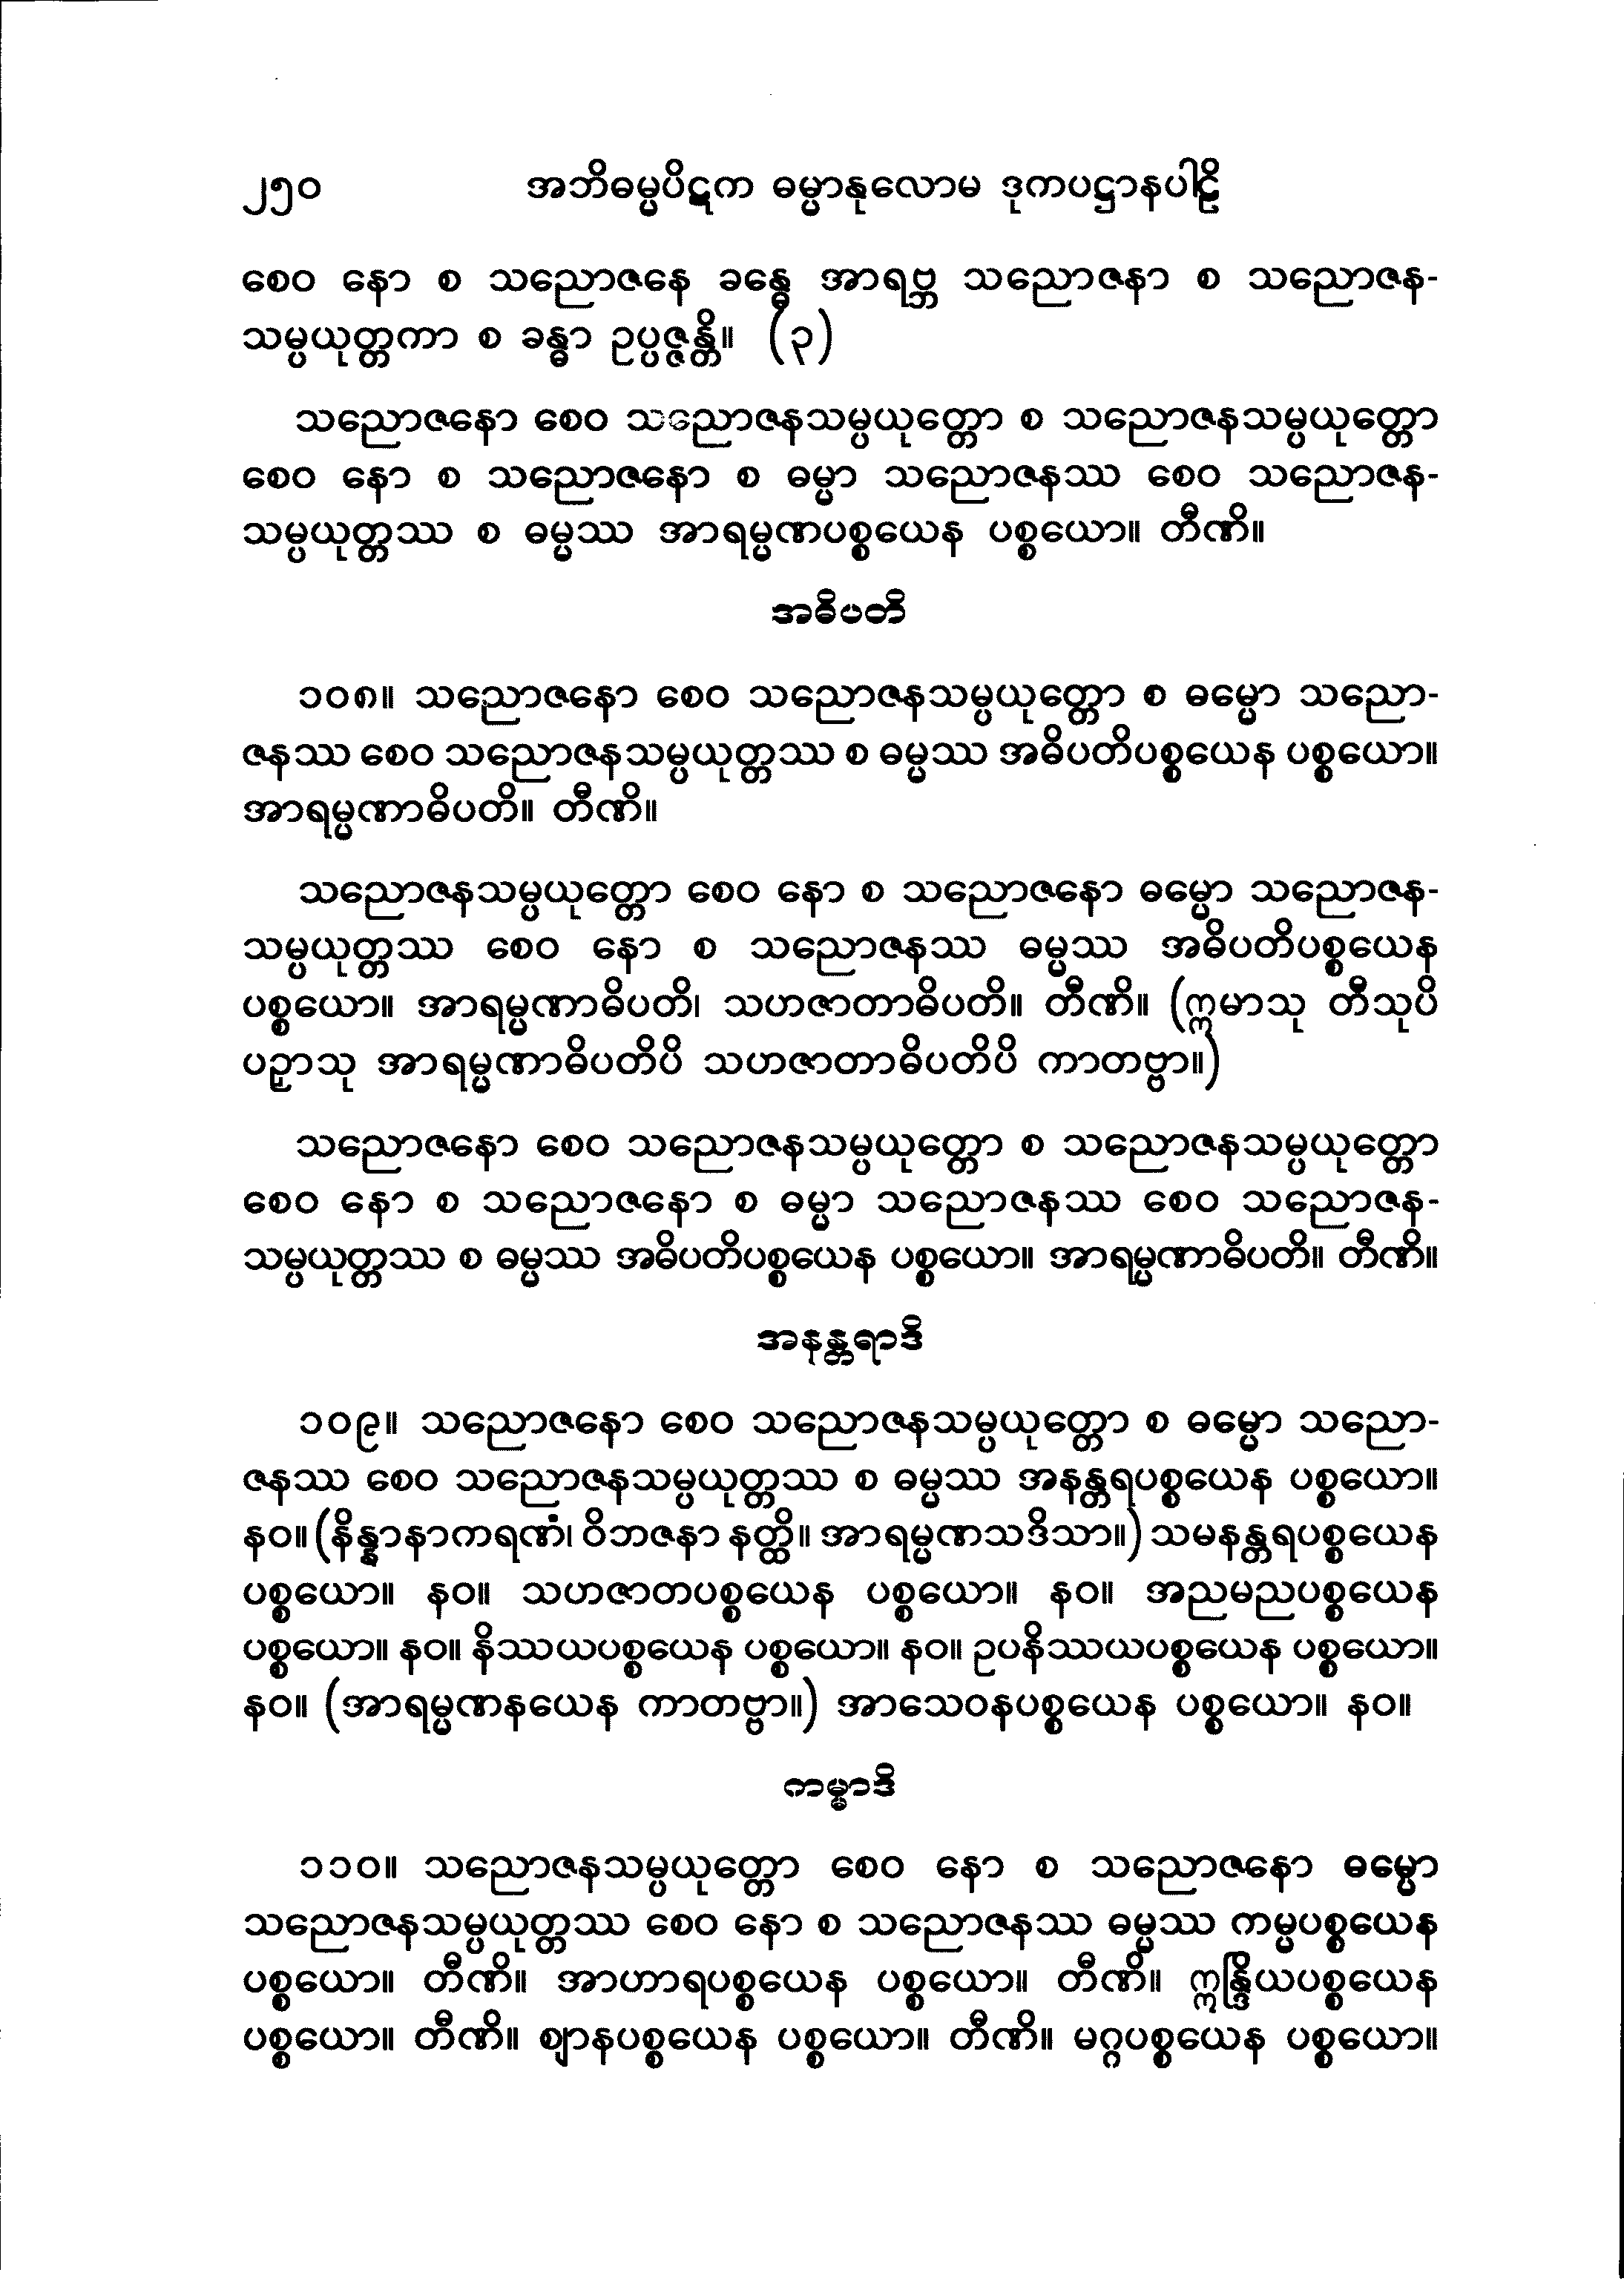 ၂၅၀ အဘိဓမ္မပိဋက ဓမ္မာနုလောမ ဒုကပဋ္ဌာနပါဠိ
စေဝ နော စ သညောဇနေ ခန္ဓေ အာရဗ္ဘ သညောဇနာ စ သညောဇန-
သမ္ပယုတ္တကာ စ ခန္ဓာ ဥပ္ပဇ္ဇန္တိ။ (၃)
သညောဇနော စေဝ သညောဇနသမ္ပယုတ္တော စ သညောဇနသမ္ပယုတ္တော
စေဝ နော စ သညောဇနော စ ဓမ္မာ သညောဇနဿ စေဝ သညောဇန-
သမ္ပယုတ္တဿ စ ဓမ္မဿ အာရမ္မဏပစ္စယေန ပစ္စယော။ တီဏိ။
အဓိပတိ
၁၀၈။ သညောဇနော စေဝ သညောဇနသမ္ပယုတ္တော စ ဓမ္မော သညော-
ဇနဿ စေဝ သညောဇနသမ္ပယုတ္တဿ စ ဓမ္မဿ အဓိပတိပစ္စယေန ပစ္စယော။
အာရမ္မဏာဓိပတိ။ တီဏိ။
သညောဇနသမ္ပယုတ္တော စေဝ နော စ သညောဇနော ဓမ္မော သညောဇန-
သမ္ပယုတ္တဿ စေဝ နော စ သညောဇနဿ ဓမ္မဿ အဓိပတိပစ္စယေန
ပစ္စယော။ အာရမ္မဏာဓိပတိ၊ သဟဇာတာဓိပတိ။ တီဏိ။ (ဣမာသု တီသုပိ
ပဉှာသု အာရမ္မဏာဓိပတိပိ သဟဇာတာဓိပတိပိ ကာတဗ္ဗာ။)
သညောဇနော စေဝ သညောဇနသမ္ပယုတ္တော စ သညောဇနသမ္ပယုတ္တော
စေဝ နော စ သညောဇနော စ ဓမ္မာ သညောဇနဿ စေဝ သညောဇန-
သမ္ပယုတ္တဿ စ ဓမ္မဿ အဓိပတိပစ္စယေန ပစ္စယော။ အာရမ္မဏာဓိပတိ။ တီဏိ။
အနန္တရာဒိ
၁၀၉။ သညောဇနော စေဝ သညောဇနသမ္ပယုတ္တော စ ဓမ္မော သညော-
ဇနဿ စေဝ သညောဇနသမ္ပယုတ္တဿ စ ဓမ္မဿ အနန္တရပစ္စယေန ပစ္စယော။
နဝ။ (နိန္နာနာကရဏံ၊ ဝိဘဇနာ နတ္ထိ။ အာရမ္မဏသဒိသာ။) သမနန္တရပစ္စယေန
ပစ္စယော။ နဝ။ သဟဇာတပစ္စယေန ပစ္စယော။ နဝ။ အညမညပစ္စယေန
ပစ္စယော။ နဝ။ နိဿယပစ္စယေန ပစ္စယော။ နဝ။ ဥပနိဿယပစ္စယေန ပစ္စယော။
နဝ။ (အာရမ္မဏနယေန ကာတဗ္ဗာ။) အာသေဝနပစ္စယေန ပစ္စယော။ နဝ။
ကမ္မာဒိ
၁၁၀။ သညောဇနသမ္ပယုတ္တော စေဝ နော စ သညောဇနော ဓမ္မော
သညောဇနသမ္ပယုတ္တဿ စေဝ နော စ သညောဇနဿ ဓမ္မဿ ကမ္မပစ္စယေန
ပစ္စယော။ တီဏိ။ အာဟာရပစ္စယေန ပစ္စယော။ တီဏိ။ ဣန္ဒြိယပစ္စယေန
ပစ္စယော။ တီဏိ။ ဈာနပစ္စယေန ပစ္စယော။ တီဏိ။ မဂ္ဂပစ္စယေန ပစ္စယော။